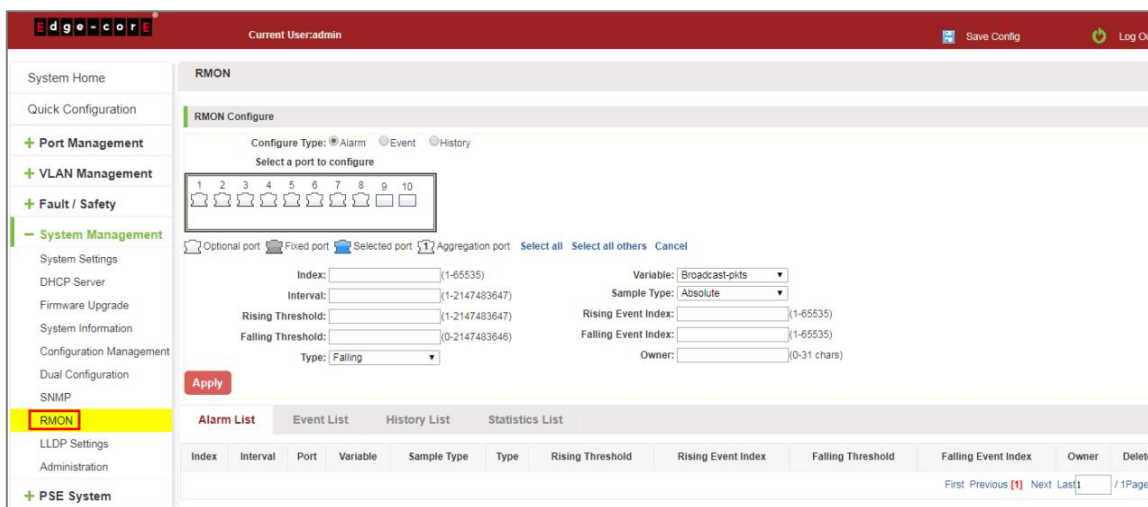 Edge-corE
Current User:admin
Save Config
Log Ou
System Home
Quick Configuration
+ Port Management
+ VLAN Management
+ Fault / Safety
− System Management
System Settings
DHCP Server
Firmware Upgrade
System Information
Configuration Management
Dual Configuration
SNMP
RMON
LLDP Settings
Administration
+ PSE System
RMON
RMON Configure
Configure Type: Alarm Event History
Select a port to configure
1 2 3 4 5 6 7 8 9 10
Optional port Fixed port Selected port 1 Aggregation port Select all Select all others Cancel
Index: (1-65535) Variable: Broadcast-pkts
Interval: (1-2147483647) Sample Type: Absolute
Rising Threshold: (1-2147483647) Rising Event Index: (1-65535)
Falling Threshold: (0-2147483646) Falling Event Index: (1-65535)
Type: Falling Owner: (0-31 chars)
Apply
Alarm List Event List History List Statistics List
Index Interval Port Variable Sample Type Type Rising Threshold Rising Event Index Falling Threshold Falling Event Index Owner Delete
First Previous [1] Next Last 1 / 1Page